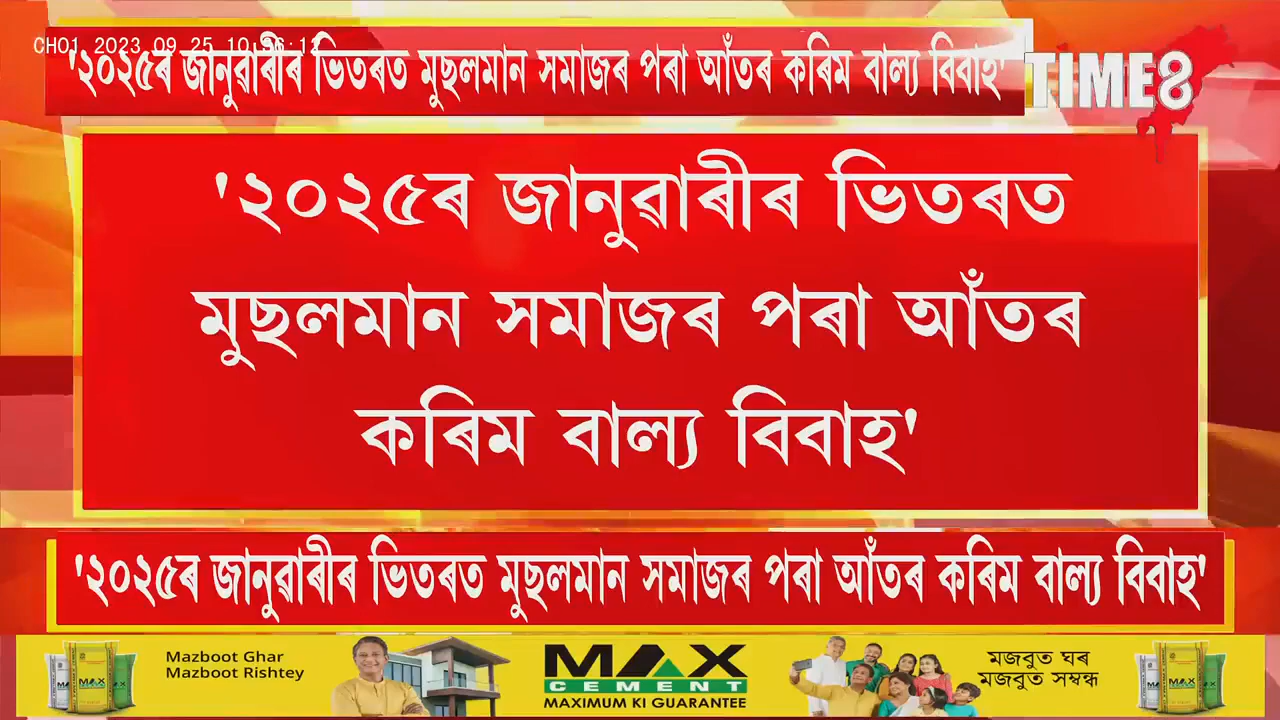 CH01 2023 09 25 10
'২০২৫ৰ জানুৱাৰীৰ ভিতৰত মুছলমান সমাজৰ পৰা আঁতৰ কৰিম বাল্য বিবাহ'
TIME8
'২০২৫ৰ জানুৱাৰীৰ ভিতৰত
মুছলমান সমাজৰ পৰা আঁতৰ
কৰিম বাল্য বিবাহ'
'২০২৫ৰ জানুৱাৰীৰ ভিতৰত মুছলমান সমাজৰ পৰা আঁতৰ কৰিম বাল্য বিবাহ'
Mazboot Ghar
Mazboot Rishtey
MAX
CEMENT
MAXIMUM KI GUARANTEE
মজবুত ঘৰ
মজবুত সম্বন্ধ